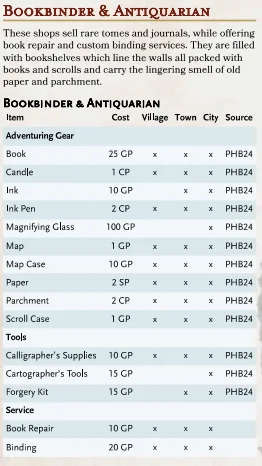 Bookbinder & Antiquarian
These shops sell rare tomes and journals, while offering
book repair and custom binding services. They are filled
with bookshelves which line the walls all packed with
books and scrolls and carry the lingering smell of old
paper and parchment.
Bookbinder & Antiquarian
Item Cost Village Town City Source
Adventuring Gear
Book 25 GP x x x PHB24
Candle 1 CP x x x PHB24
Ink 10 GP x x PHB24
Ink Pen 2 CP x x x PHB24
Magnifying Glass 100 GP x PHB24
Map 1 GP x x x PHB24
Map Case 10 GP x x x PHB24
Paper 2 SP x x x PHB24
Parchment 2 CP x x x PHB24
Scroll Case 1 GP x x x PHB24
Tools
Calligrapher's Supplies 10 GP x x x PHB24
Cartographer's Tools 15 GP x PHB24
Forgery Kit 15 GP x x PHB24
Service
Book Repair 10 GP x x x
Binding 20 GP x x x